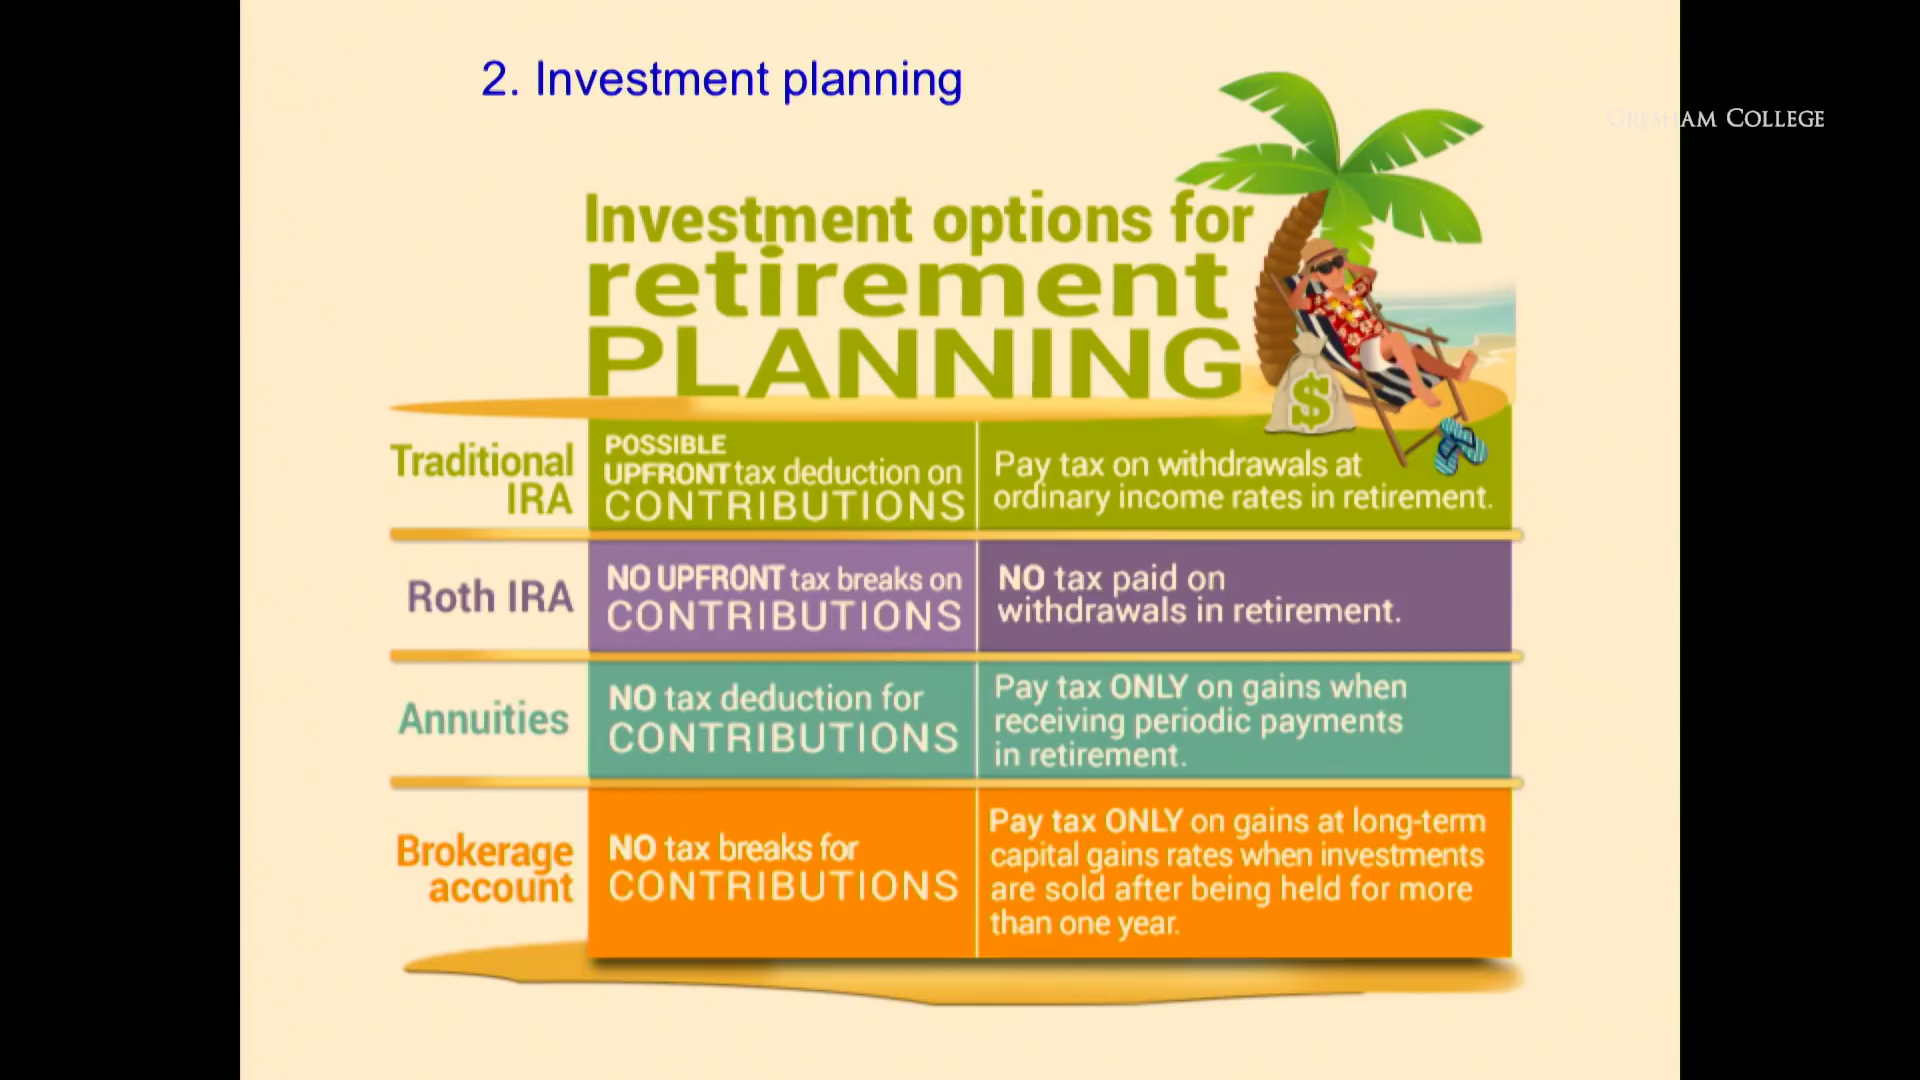 2. Investment planning
GRESHAM COLLEGE
Investment options for
retirement
PLANNING
$
Traditional
IRA
POSSIBLE
UPFRONT tax deduction on
CONTRIBUTIONS
Pay tax on withdrawals at
ordinary income rates in retirement.
Roth IRA
NO UPFRONT tax breaks on
CONTRIBUTIONS
NO tax paid on
withdrawals in retirement.
Annuities
NO tax deduction for
CONTRIBUTIONS
Pay tax ONLY on gains when
receiving periodic payments
in retirement.
Brokerage
account
NO tax breaks for
CONTRIBUTIONS
Pay tax ONLY on gains at long-term
capital gains rates when investments
are sold after being held for more
than one year.